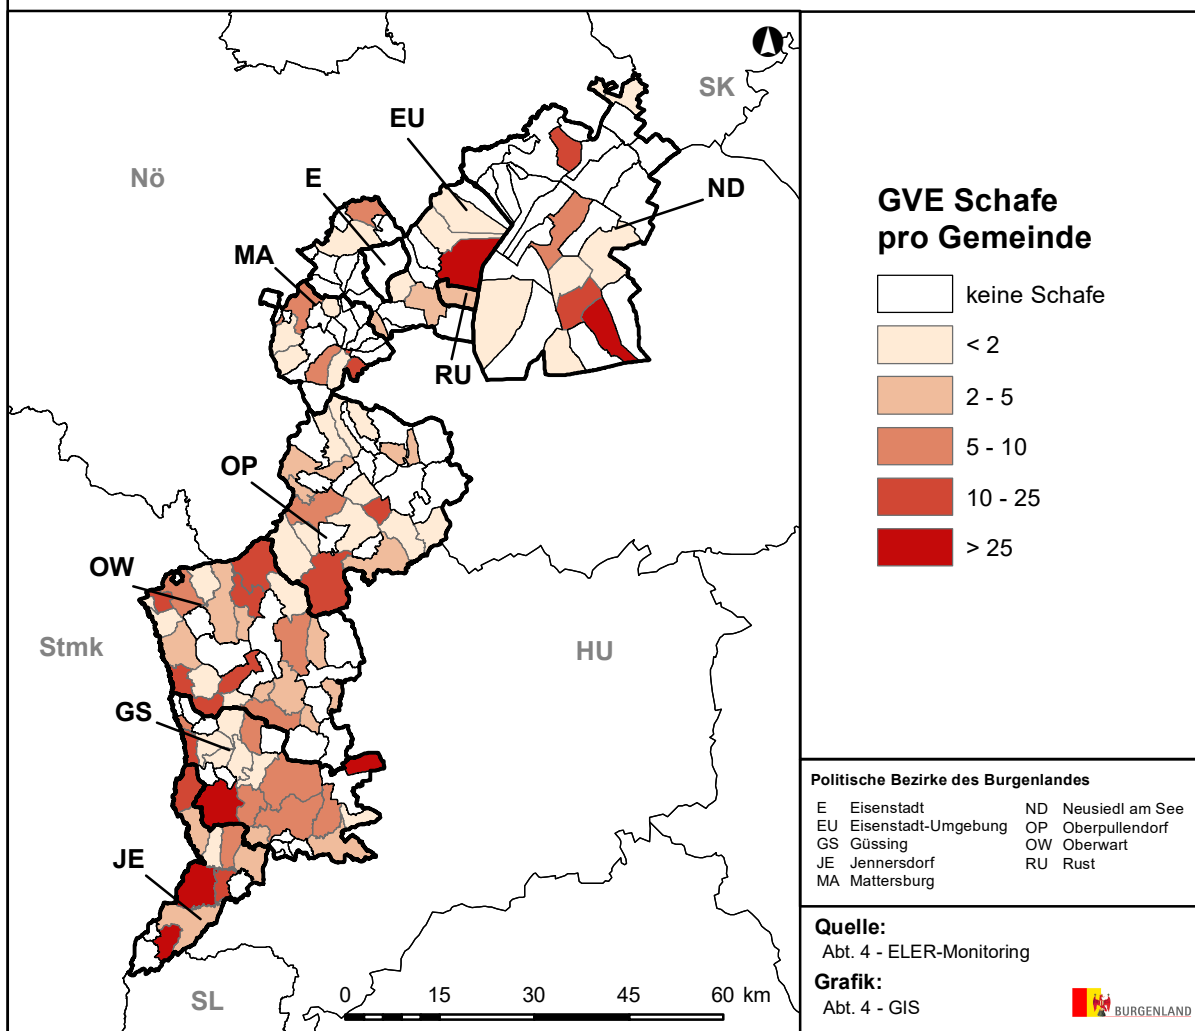 SK
EU
Nö
E
ND
MA
RU
OP
OW
Stmk
HU
GS
JE
SL
0 15 30 45 60 km
GVE Schafe
pro Gemeinde
keine Schafe
< 2
2 - 5
5 - 10
10 - 25
> 25
Politische Bezirke des Burgenlandes
E Eisenstadt
EU Eisenstadt-Umgebung
GS Güssing
JE Jennersdorf
MA Mattersburg
ND Neusiedl am See
OP Oberpullendorf
OW Oberwart
RU Rust
Quelle:
Abt. 4 - ELER-Monitoring
Grafik:
Abt. 4 - GIS
BURGENLAND